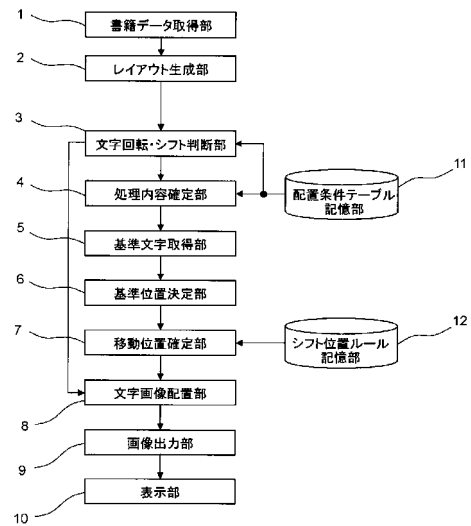 1
書籍データ取得部
2
レイアウト生成部
3
文字回転・シフト判断部
4
処理内容確定部
11
配置条件テーブル
記憶部
5
基準文字取得部
6
基準位置決定部
7
移動位置確定部
12
シフト位置ルール
記憶部
文字画像配置部
8
画像出力部
9
表示部
10